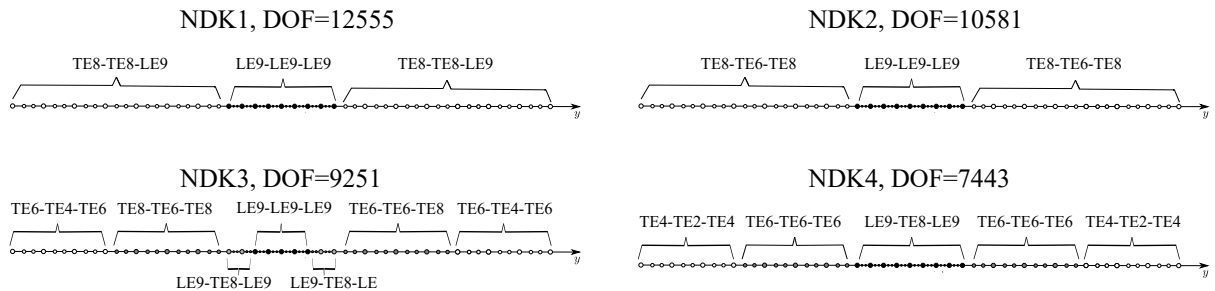 NDK1, DOF=12555
TE8-TE8-LE9 LE9-LE9-LE9 TE8-TE8-LE9
y
NDK2, DOF=10581
TE8-TE6-TE8 LE9-LE9-LE9 TE8-TE6-TE8
y
NDK3, DOF=9251
TE6-TE4-TE6 TE8-TE6-TE8 LE9-LE9-LE9 TE6-TE6-TE8 TE6-TE4-TE6
y
LE9-TE8-LE9 LE9-TE8-LE
NDK4, DOF=7443
TE4-TE2-TE4 TE6-TE6-TE6 LE9-TE8-LE9 TE6-TE6-TE6 TE4-TE2-TE4
y